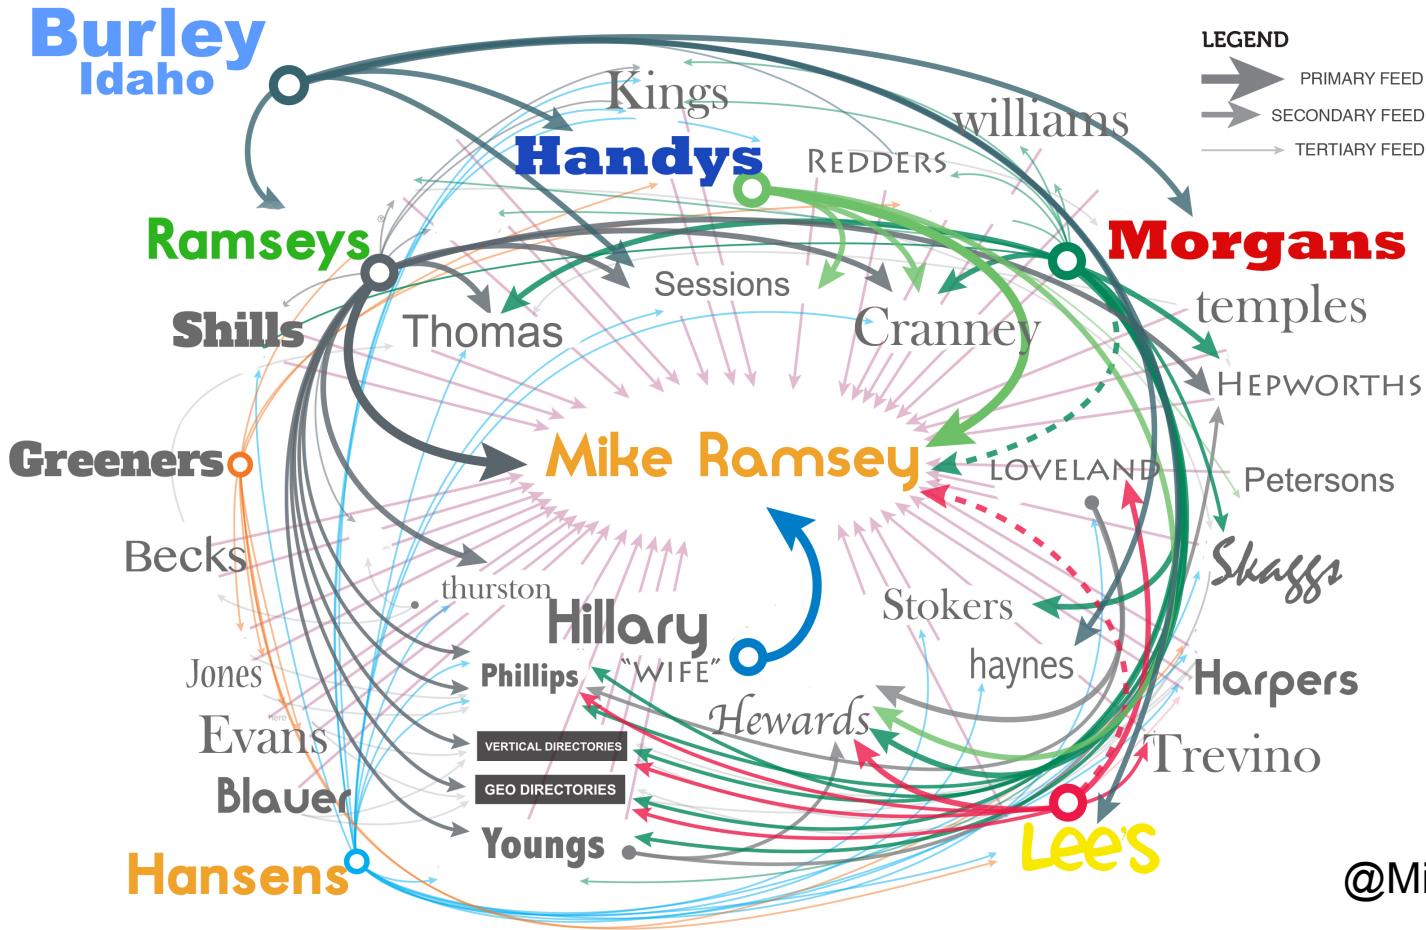 Burley
Idaho
LEGEND
PRIMARY FEED
SECONDARY FEED
TERTIARY FEED
Kings
williams
Handys
REDDERS
Ramseys
Morgans
Sessions
temples
Shills
Thomas
Cranney
HEPWORTHS
Greeners
Mike Ramsey
LOVELAND
Petersons
Becks
Skaggs
thurston
Hillary
"WIFE"
Stokers
Jones
Phillips
haynes
Harpers
here
Evans
Hewards
Trevino
VERTICAL DIRECTORIES
Blauer
GEO DIRECTORIES
Youngs
Lee's
Hansens
@Mi